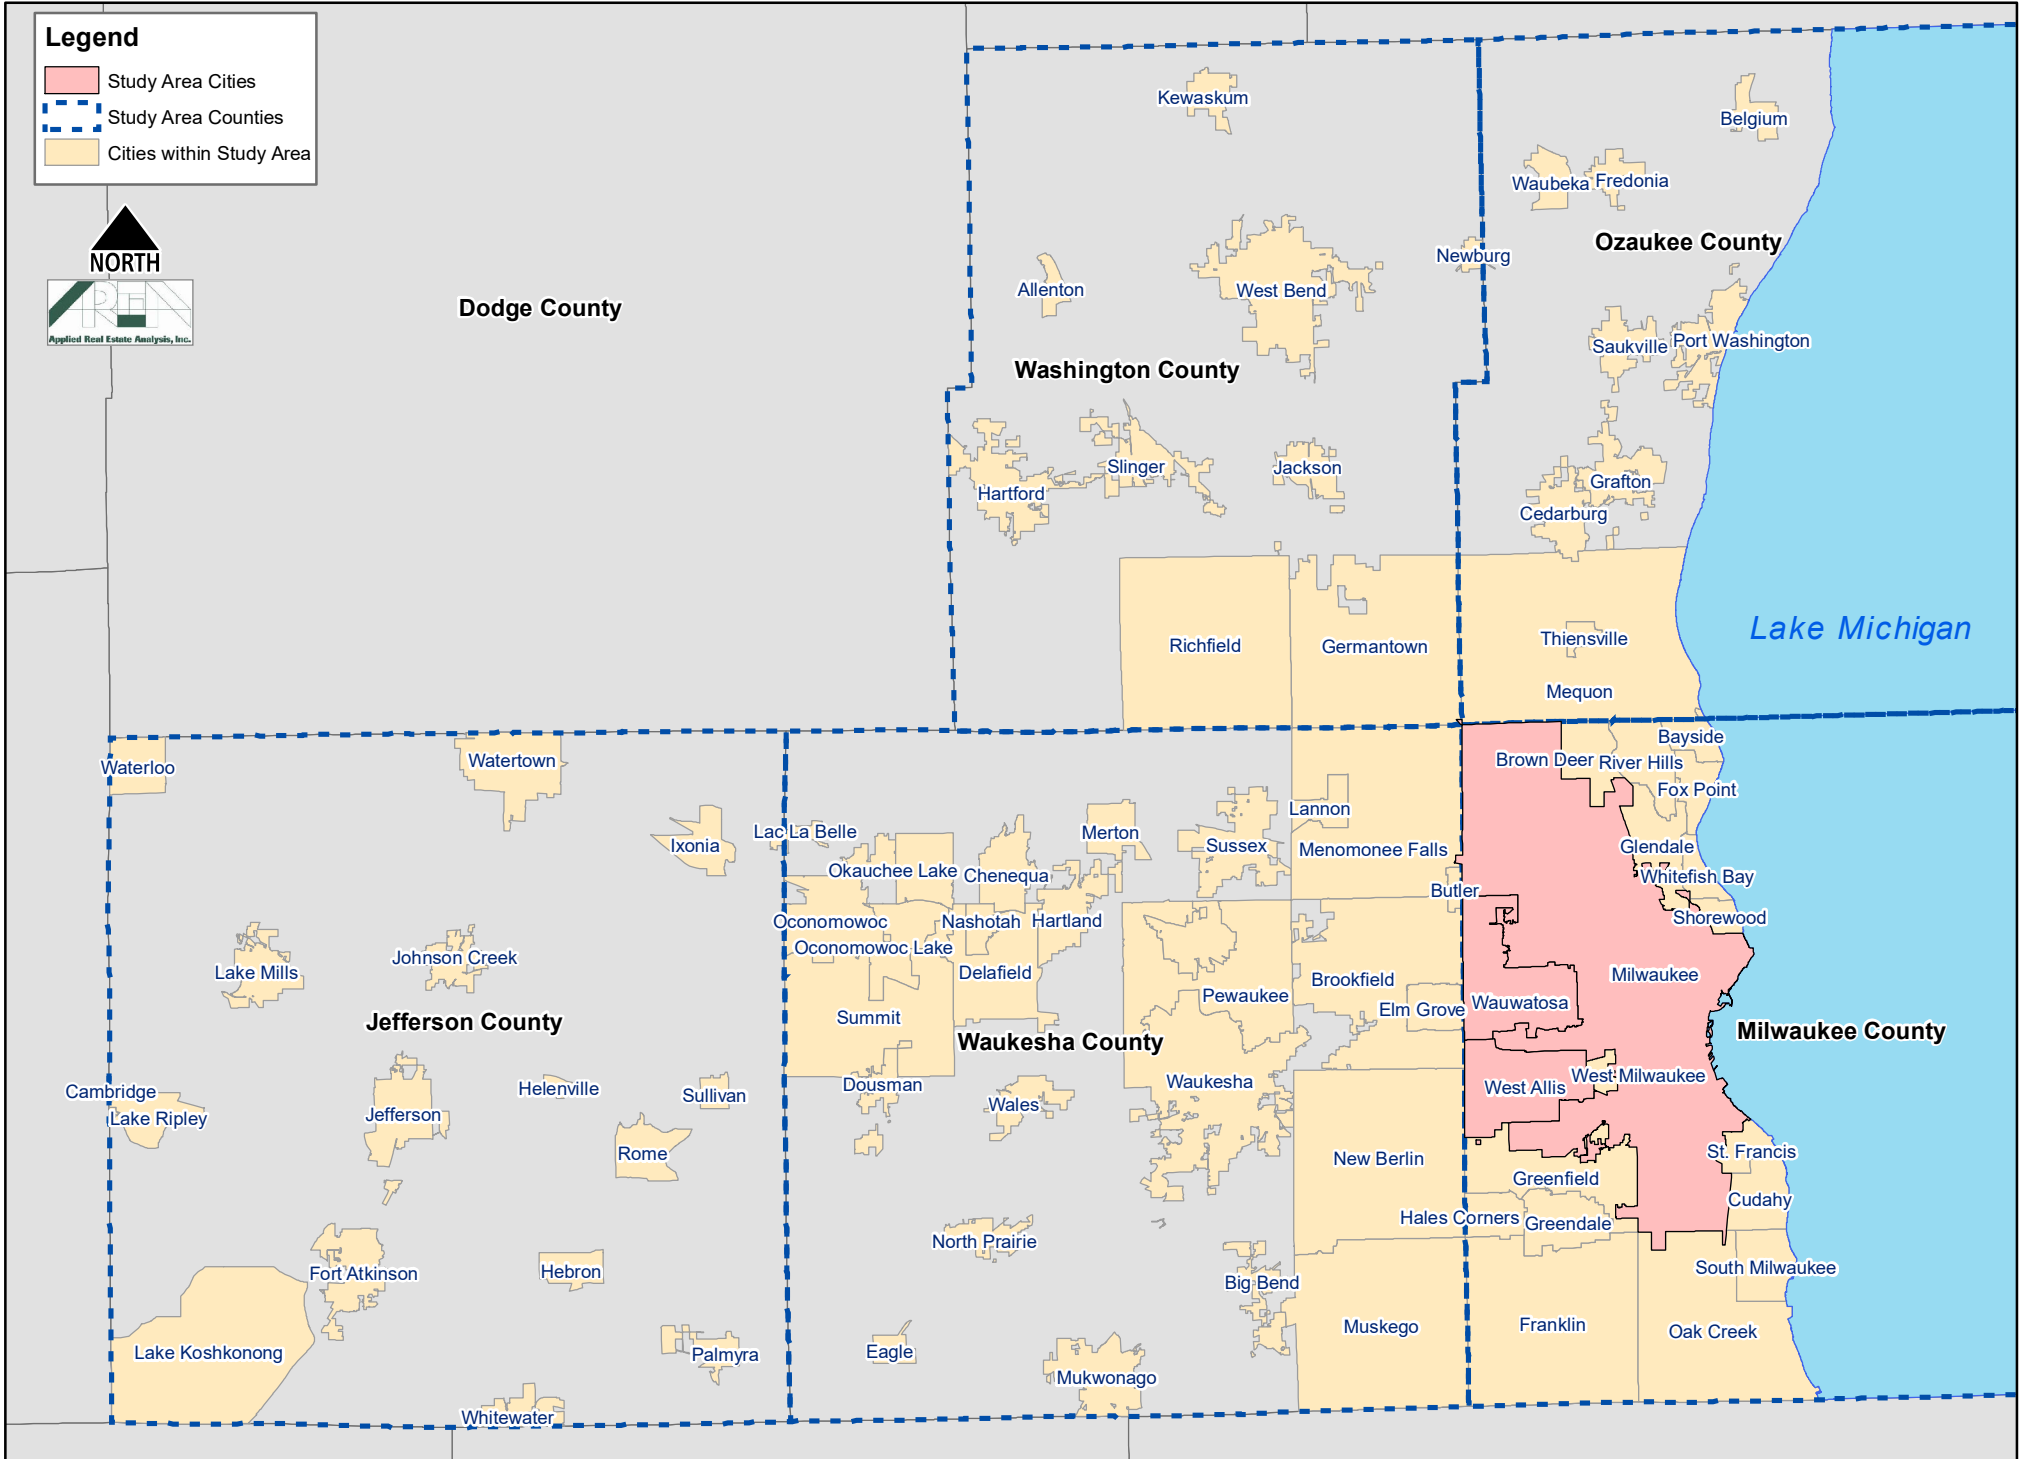 Legend
Study Area Cities
Study Area Counties
Cities within Study Area
NORTH
AREA
Applied Real Estate Analysis, Inc.
Kewaskum
Belgium
Waubeka
Fredonia
Ozaukee County
Newburg
Allenton
West Bend
Dodge County
Saukville
Port Washington
Washington County
Slinger
Jackson
Hartford
Grafton
Cedarburg
Lake Michigan
Richfield
Germantown
Thiensville
Mequon
Bayside
Brown Deer
River Hills
Fox Point
Waterloo
Watertown
Lannon
Ixonia
Lac La Belle
Merton
Sussex
Menomonee Falls
Glendale
Okauchee Lake
Chenequa
Whitefish Bay
Butler
Shorewood
Oconomowoc
Nashotah
Hartland
Oconomowoc Lake
Johnson Creek
Lake Mills
Delafield
Brookfield
Milwaukee
Pewaukee
Elm Grove
Wauwatosa
Summit
Jefferson County
Waukesha County
Milwaukee County
Cambridge
Lake Ripley
Helenville
Sullivan
Dousman
Waukesha
West Milwaukee
West Allis
Jefferson
Wales
Rome
New Berlin
St. Francis
Greenfield
Cudahy
Hales Corners
Greendale
North Prairie
Fort Atkinson
Hebron
Big Bend
South Milwaukee
Muskego
Franklin
Oak Creek
Lake Koshkonong
Palmyra
Eagle
Mukwonago
Whitewater